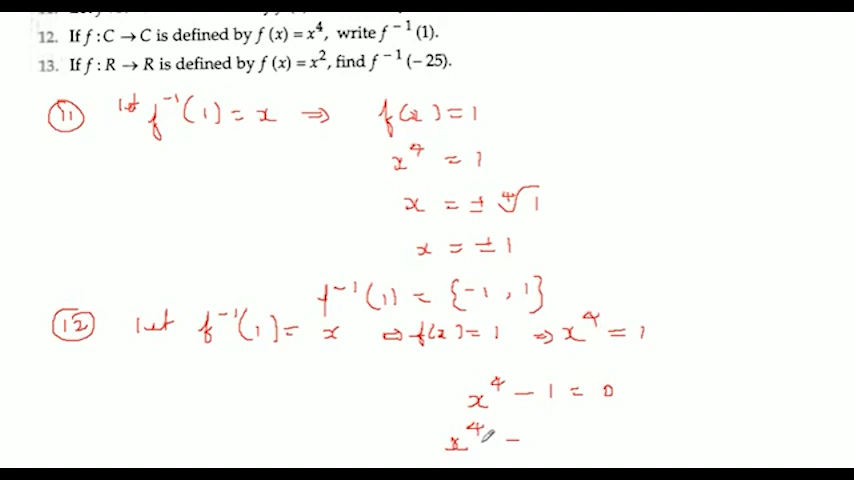 12. If f : C → C is defined by f (x) = x⁴, write f ⁻¹ (1).
13. If f : R → R is defined by f (x) = x², find f ⁻¹ (– 25).
11 let f⁻¹(1) = x ⇒ f(x) = 1
x⁴ = 1
x = ± ∜1
x = ± 1
f⁻¹(1) = {-1, 1}
12 let f⁻¹(1) = x ⇒ f(x) = 1 ⇒ x⁴ = 1
x⁴ - 1 = 0
x⁴ -